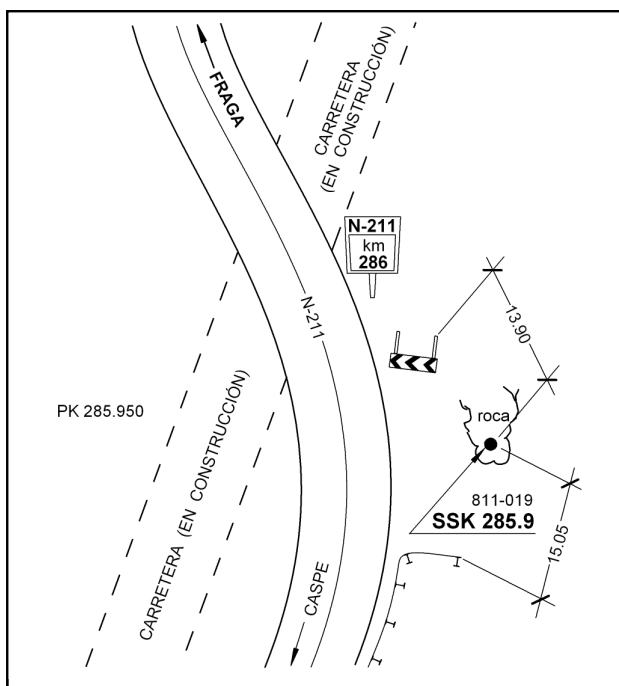 FRAGA
CARRETERA
(EN CONSTRUCCIÓN)
N-211
km
286
N-211
13.90
roca
PK 285.950
811-019
SSK 285.9
15.05
CARRETERA (EN CONSTRUCCIÓN)
CASPE